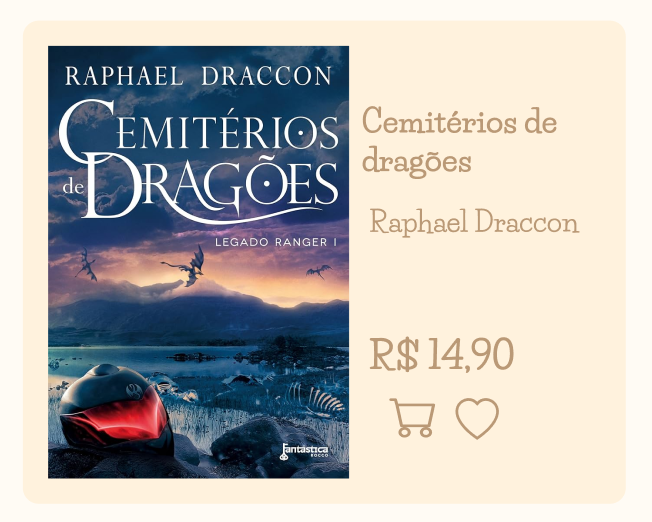 RAPHAEL DRACCON
CEMITÉRIOS
de DRAGÕES
LEGADO RANGER I
fantástica
ROCCO
Cemitérios de
dragões
Raphael Draccon
R$ 14,90